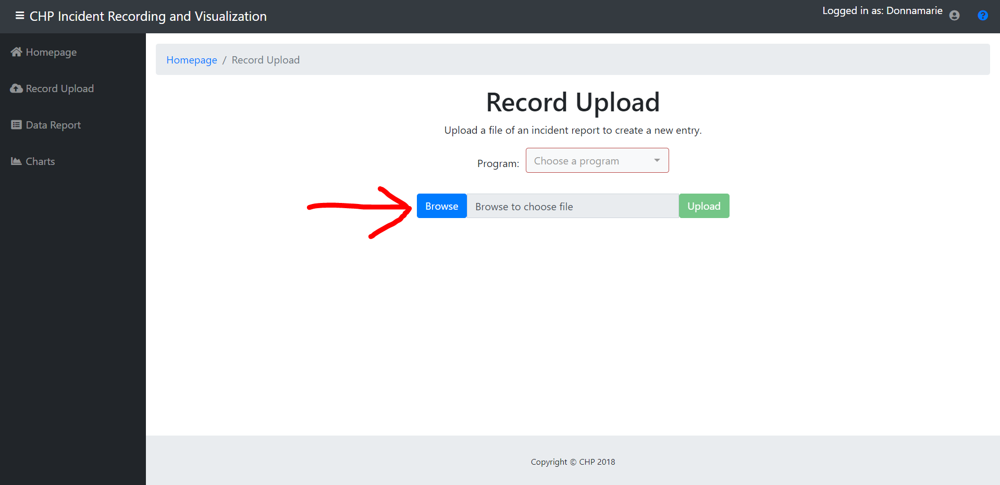 CHP Incident Recording and Visualization
Logged in as: Donnamarie
Homepage
Record Upload
Data Report
Charts
Homepage / Record Upload
Record Upload
Upload a file of an incident report to create a new entry.
Program: Choose a program
Browse Browse to choose file Upload
Copyright © CHP 2018